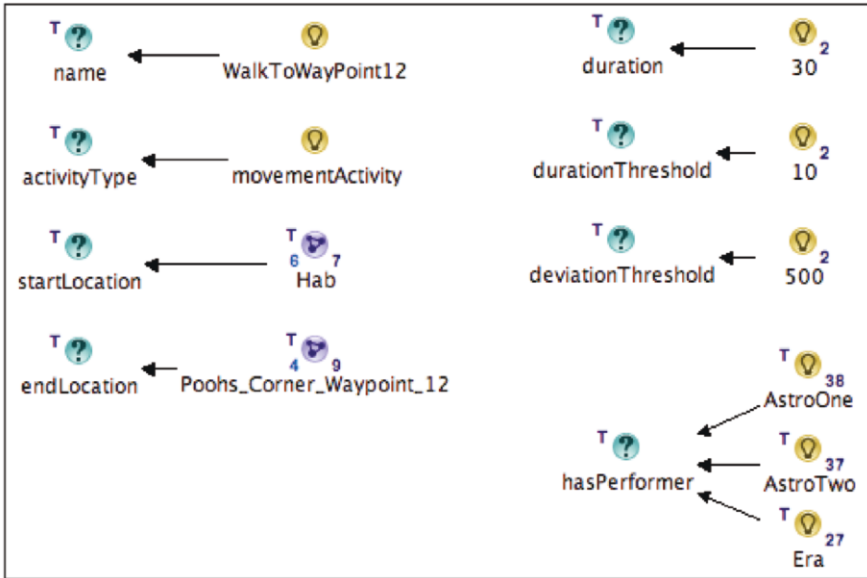 T ?
name
WalkToWayPoint12
T ?
activityType
movementActivity
T ?
startLocation
T
6 7
Hab
T ?
endLocation
T
4 9
Poohs_Corner_Waypoint_12
T ?
duration
2
30
T ?
durationThreshold
2
10
T ?
deviationThreshold
2
500
T ?
hasPerformer
T
38
AstroOne
T
37
AstroTwo
T
27
Era